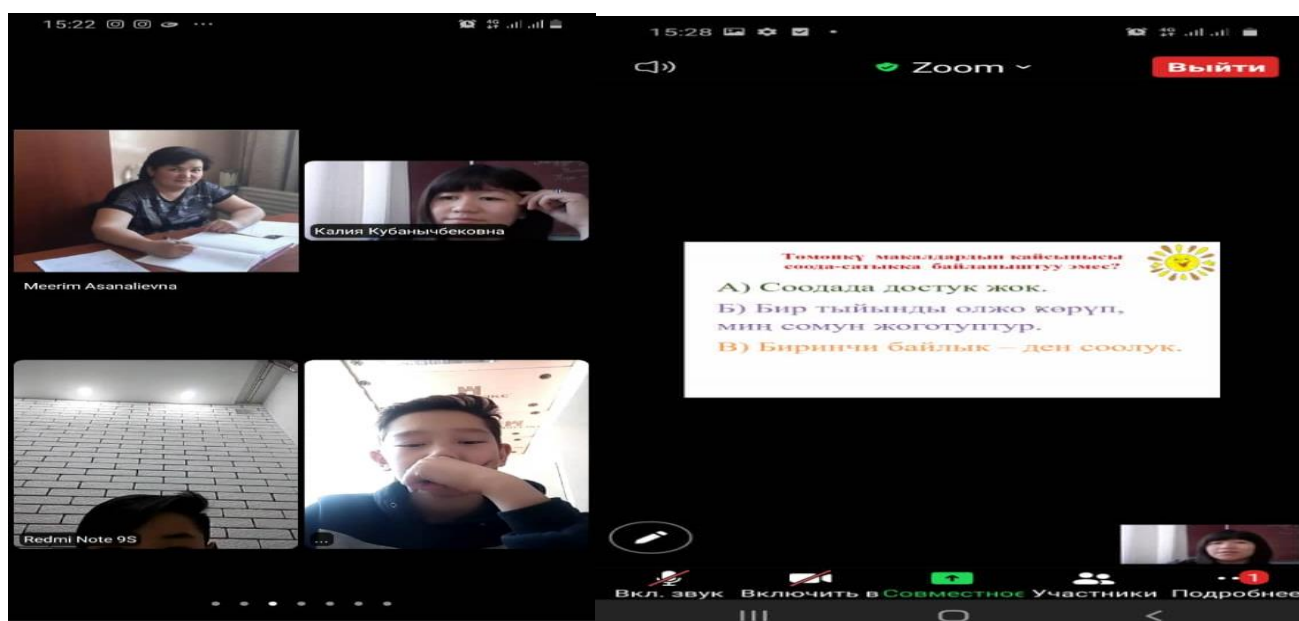 15:22
Meerim Asanalievna
Калия Кубанычбековна
Redmi Note 9S
...
15:28
4G
Zoom
Выйти
Төмөнкү макалдардын кайсынысы
соода-сатыкка байланыштуу эмес?
А) Соодада достук жок.
Б) Бир тыйынды олжо көрүп,
миң сомун жоготуптур.
В) Биринчи байлык – ден соолук.
1
Вкл. звук Включить в Совместное Участники Подробнее